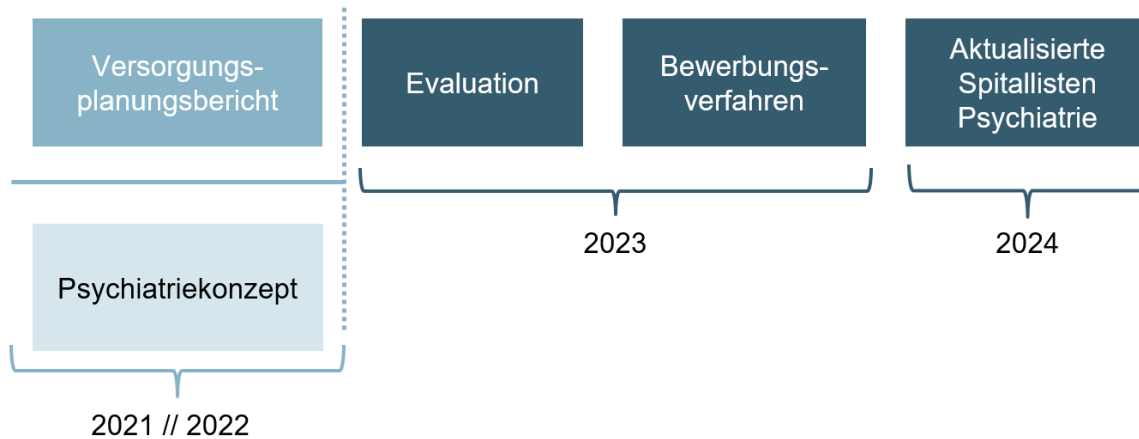 Versorgungs-
planungsbericht
Evaluation
Bewerbungs-
verfahren
Aktualisierte
Spitallisten
Psychiatrie
2023
2024
Psychiatriekonzept
2021 // 2022